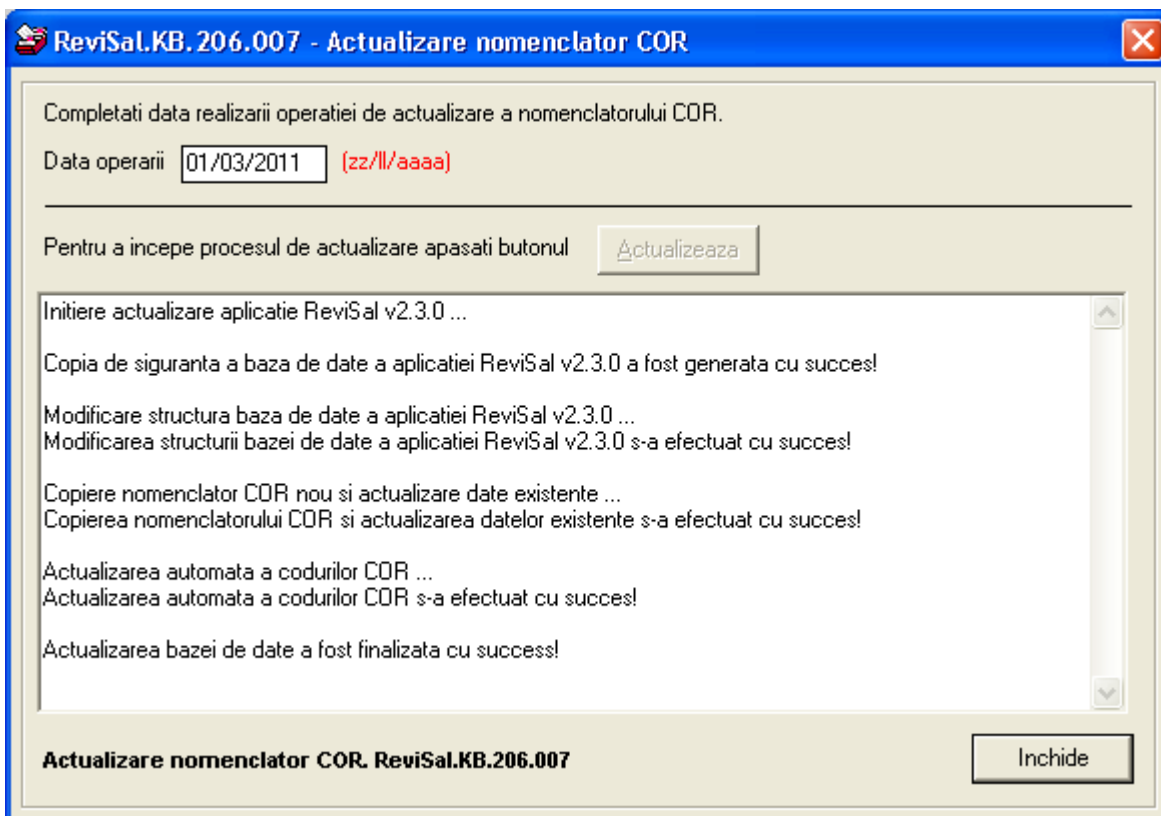 ReviSal.KB.206.007 - Actualizare nomenclator COR
Completati data realizarii operatiei de actualizare a nomenclatorului COR.
Data operarii 01/03/2011 (zz/ll/aaaa)
Pentru a incepe procesul de actualizare apasati butonul Actualizeaza
Initiere actualizare aplicatie ReviSal v2.3.0 ...
Copia de siguranta a baza de date a aplicatiei ReviSal v2.3.0 a fost generata cu succes!
Modificare structura baza de date a aplicatiei ReviSal v2.3.0 ...
Modificarea structurii bazei de date a aplicatiei ReviSal v2.3.0 s-a efectuat cu succes!
Copiere nomenclator COR nou si actualizare date existente ...
Copierea nomenclatorului COR si actualizarea datelor existente s-a efectuat cu succes!
Actualizarea automata a codurilor COR ...
Actualizarea automata a codurilor COR s-a efectuat cu succes!
Actualizarea bazei de date a fost finalizata cu success!
Actualizare nomenclator COR. ReviSal.KB.206.007 Inchide